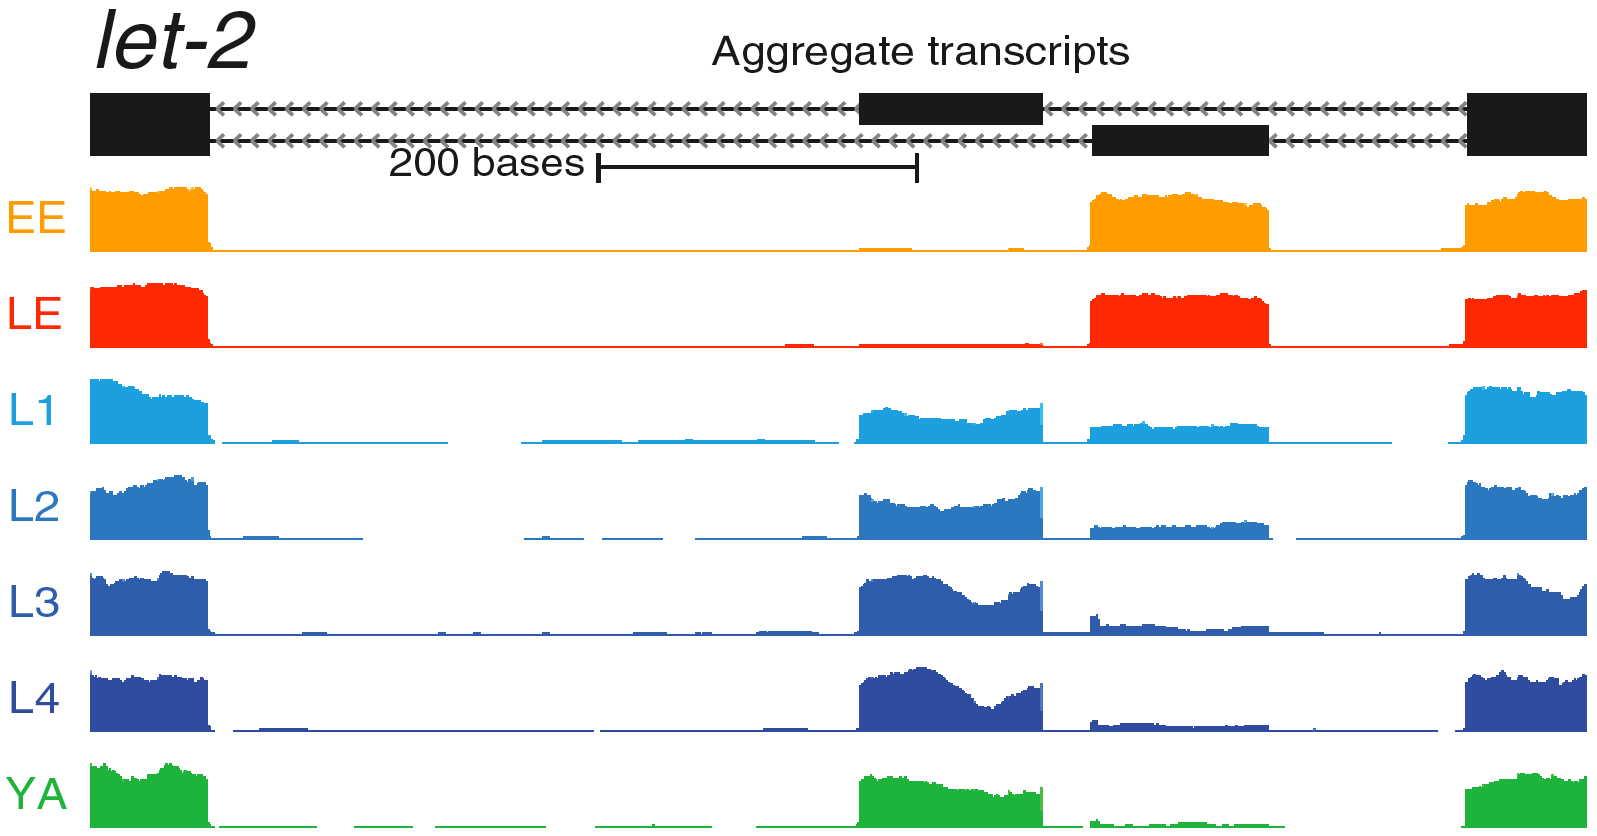 let-2
Aggregate transcripts
200 bases
EE
LE
L1
L2
L3
L4
YA